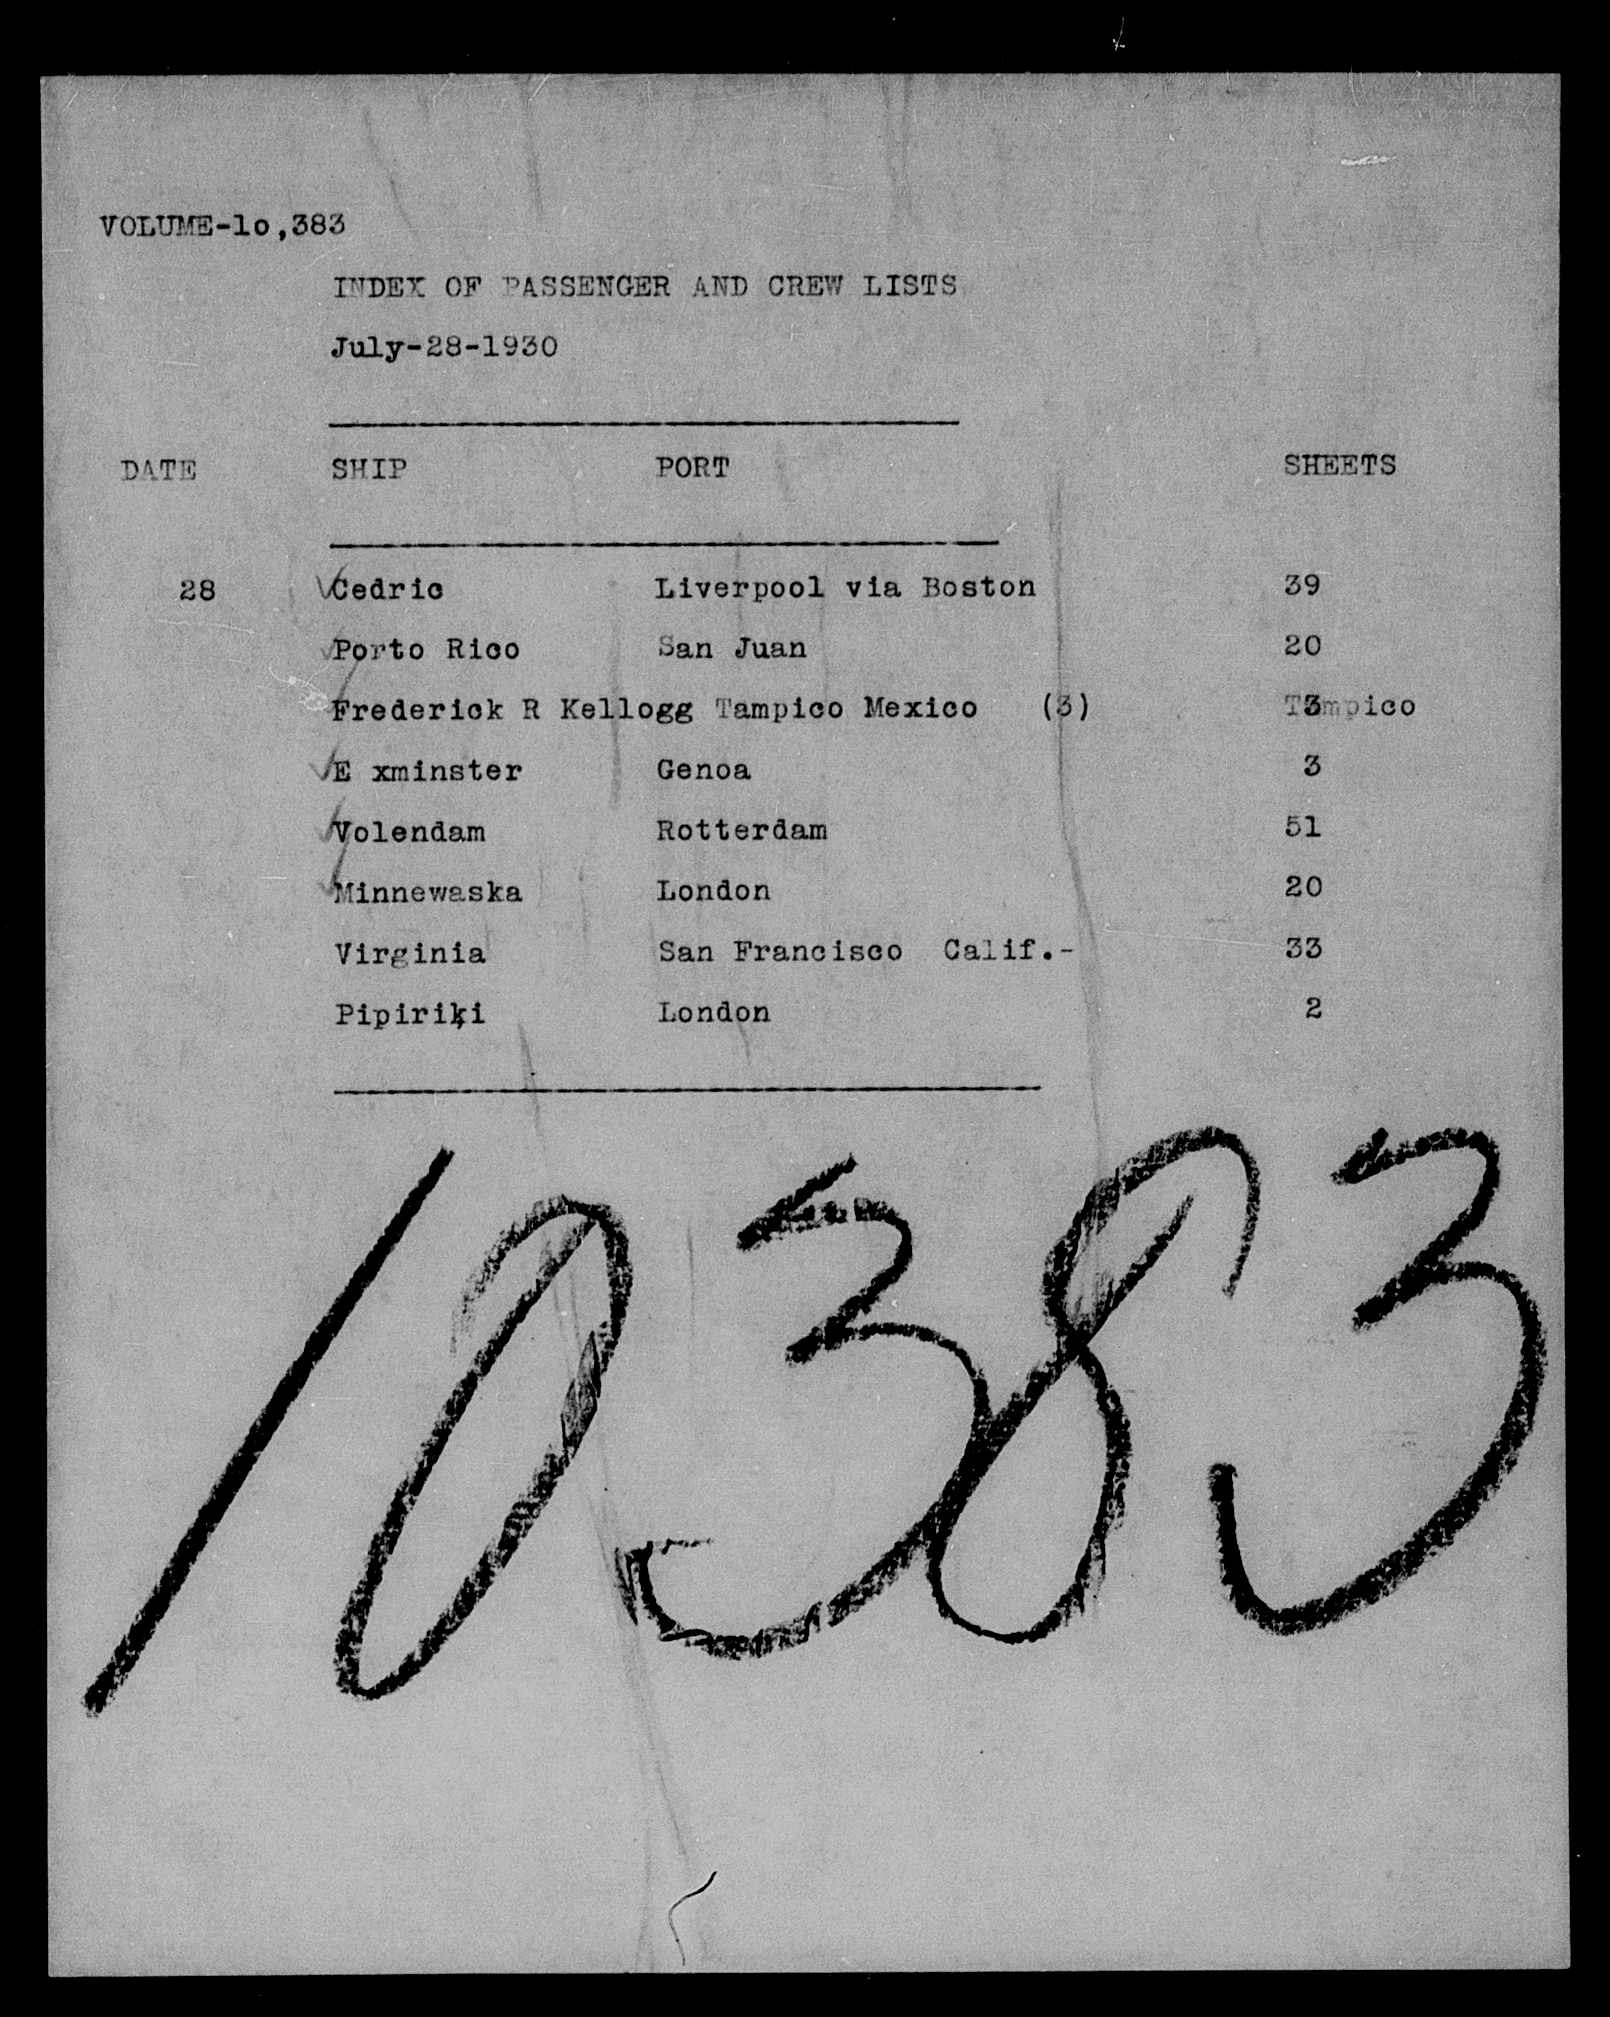 VOLUME-1o,383
INDEX OF PASSENGER AND CREW LISTS
July-28-1930
DATE SHIP PORT SHEETS
28 Cedric Liverpool via Boston 39
Porto Rico San Juan 20
Frederick R Kellogg Tampico Mexico (3) 3
E xminster Genoa 3
Volendam Rotterdam 51
Minnewaska London 20
Virginia San Francisco Calif.- 33
Pipiriki London 2
10383